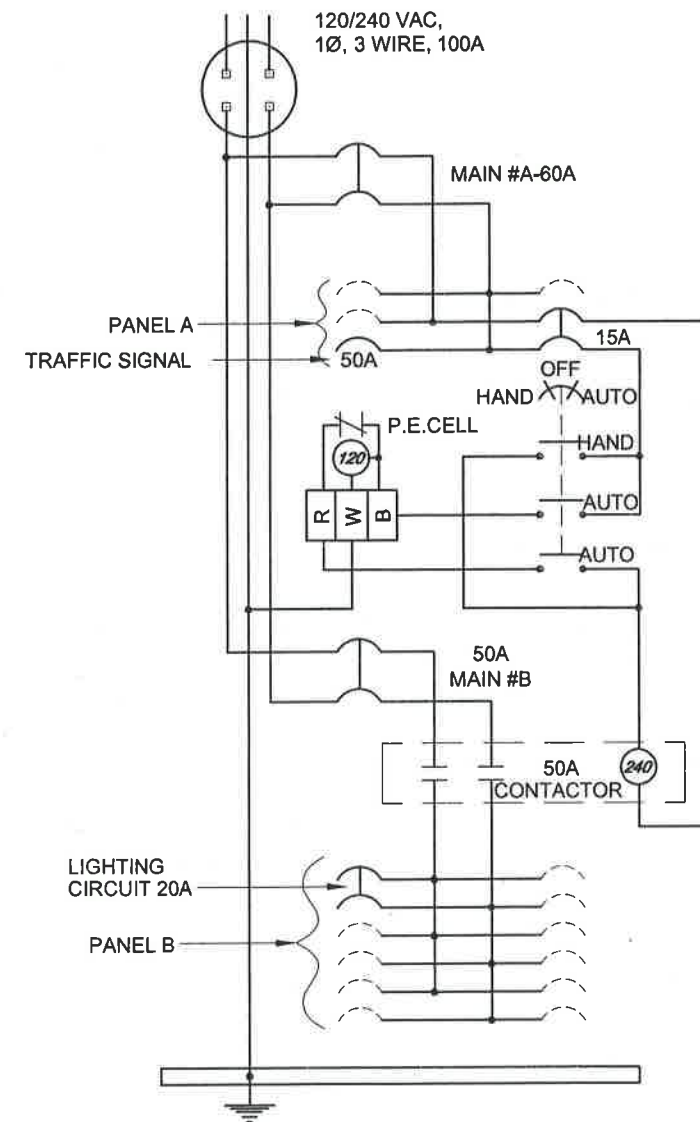 120/240 VAC,
1Ø, 3 WIRE, 100A
MAIN #A-60A
PANEL A
TRAFFIC SIGNAL
50A
15A
OFF
HAND
AUTO
P.E.CELL
HAND
120
R
W
B
AUTO
AUTO
50A
MAIN #B
50A
CONTACTOR
240
LIGHTING
CIRCUIT 20A
PANEL B